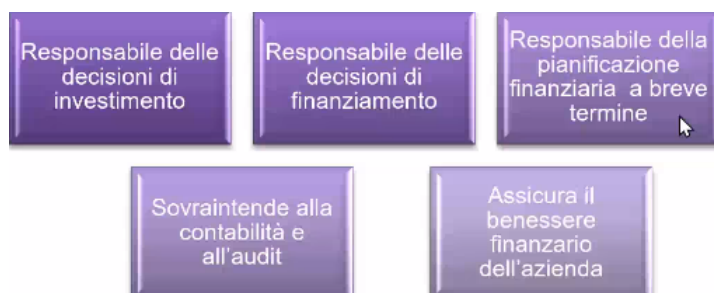 Responsabile delle
decisioni di
investimento
Responsabile delle
decisioni di
finanziamento
Responsabile della
pianificazione
finanziaria a breve
termine
Sovraintende alla
contabilità e
all'audit
Assicura il
benessere
finanzario
dell'azienda